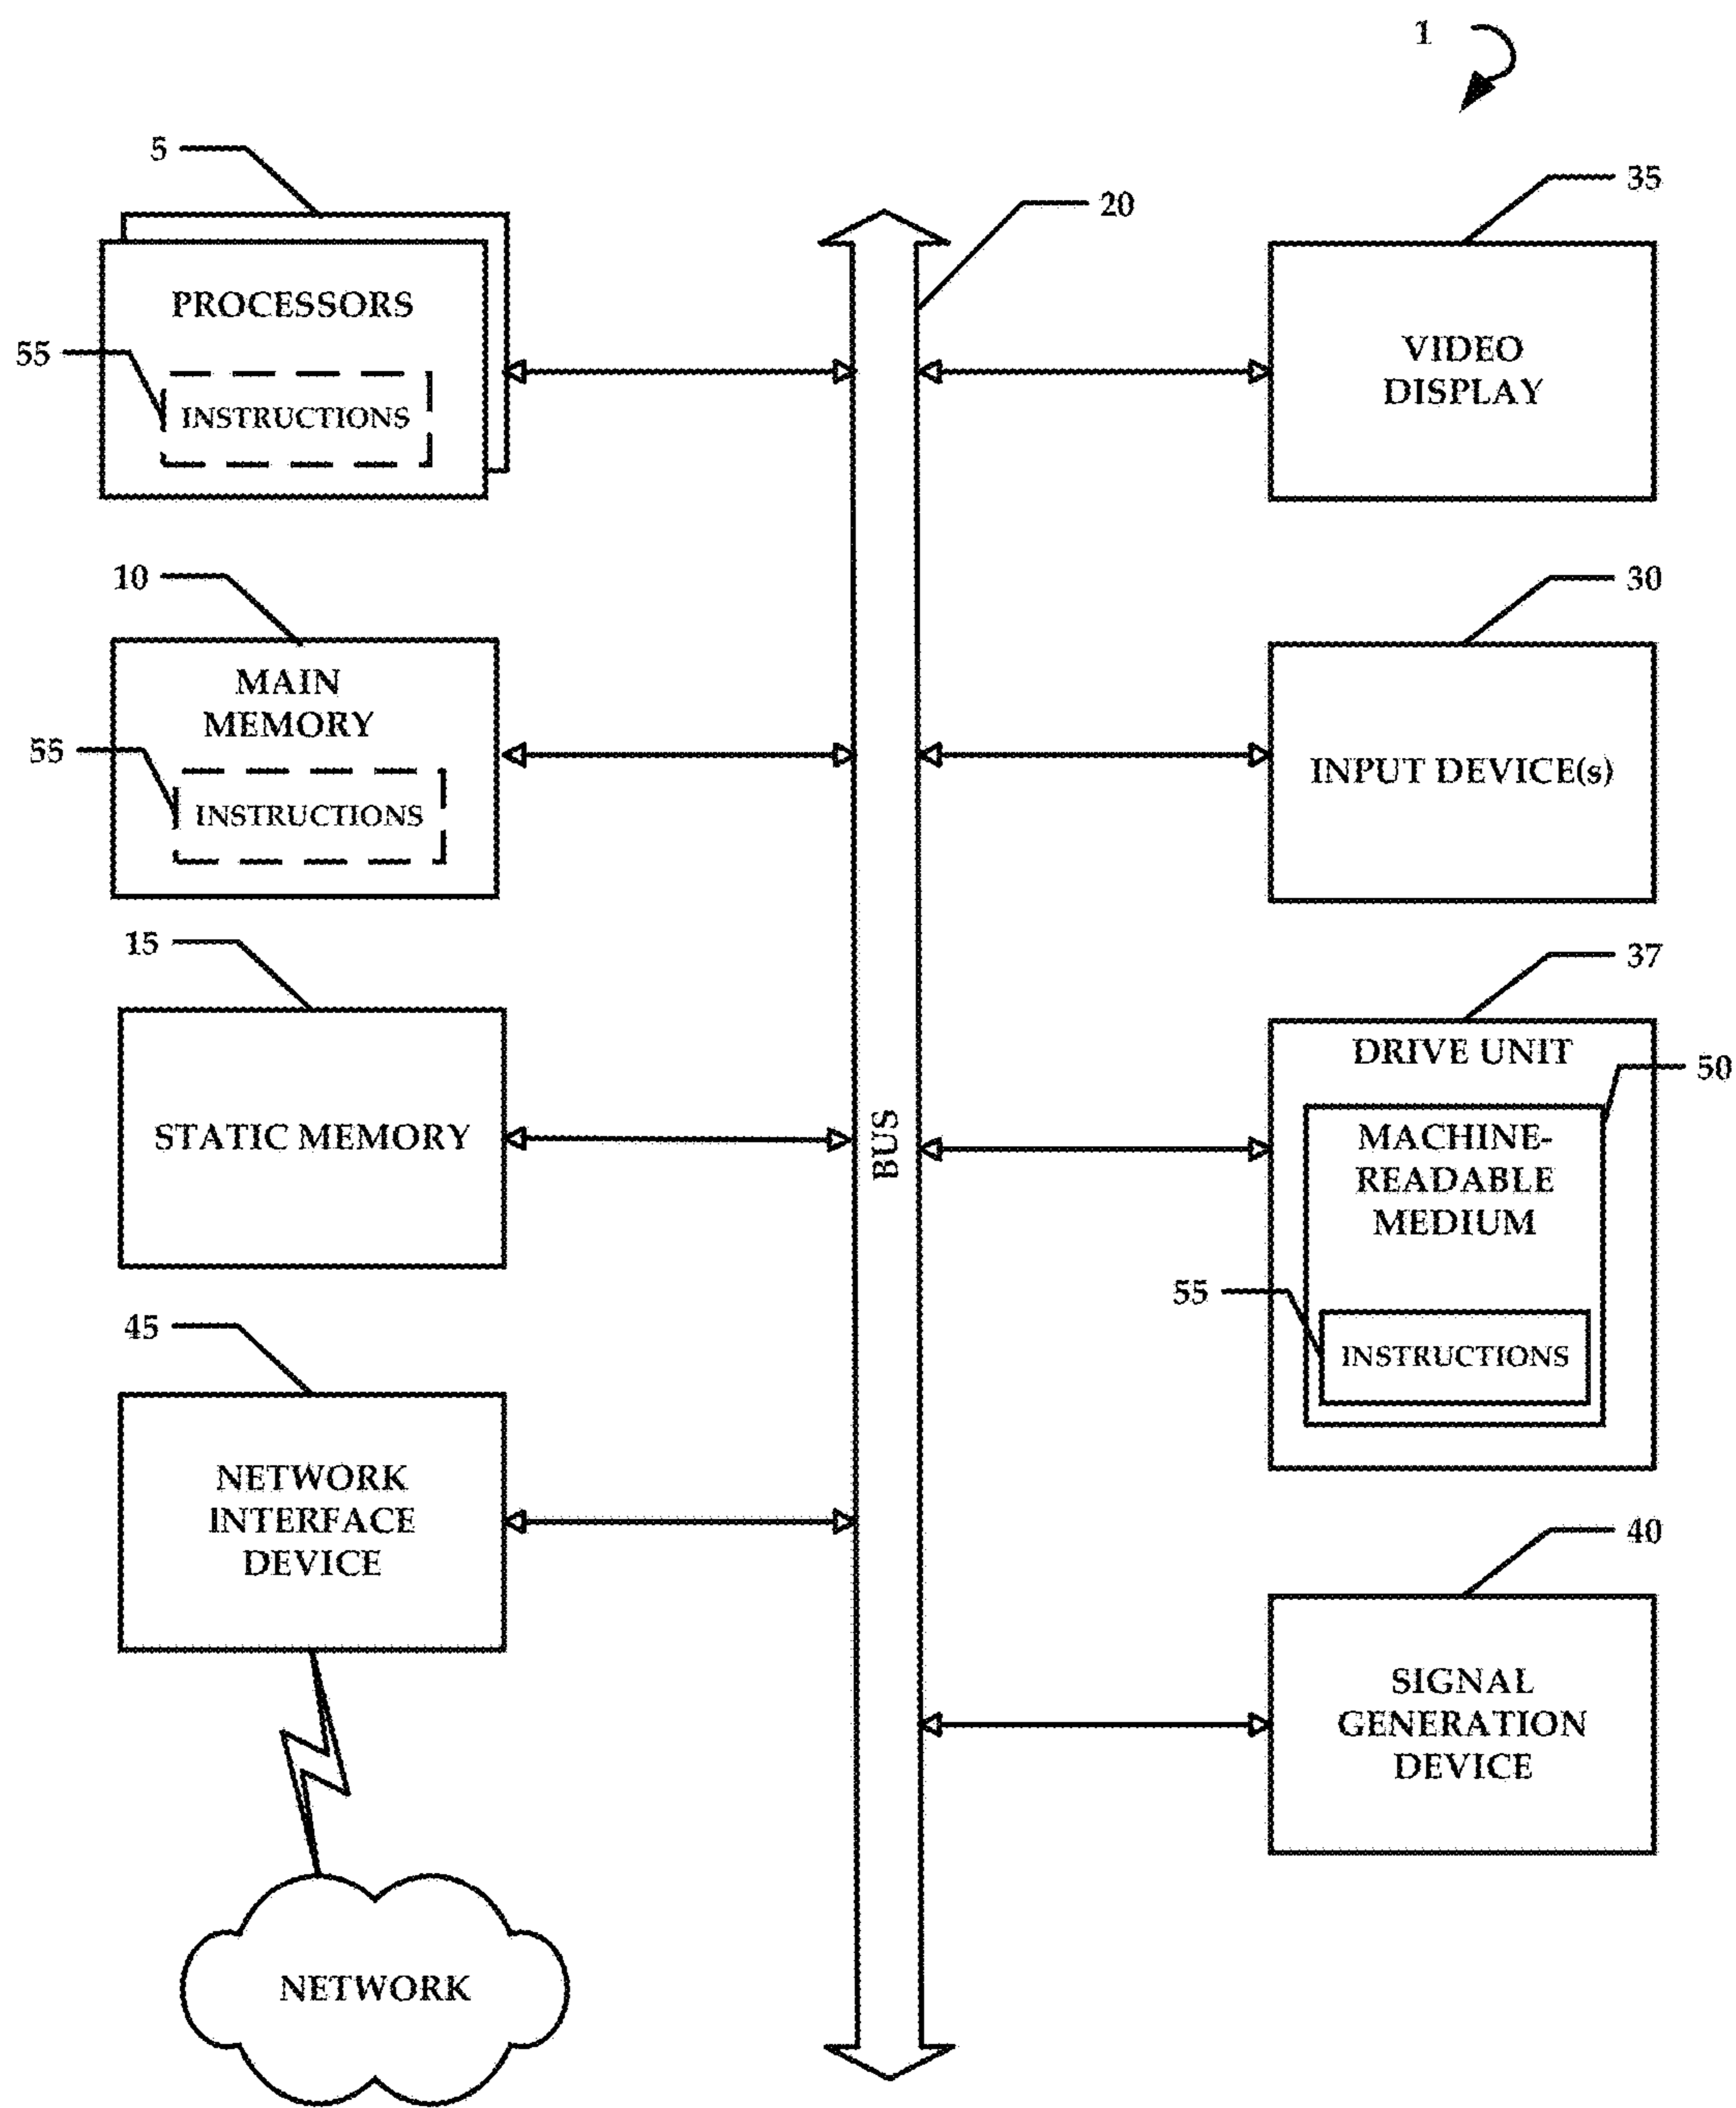 1
5
PROCESSORS
55
INSTRUCTIONS
10
MAIN
MEMORY
55
INSTRUCTIONS
15
STATIC MEMORY
45
NETWORK
INTERFACE
DEVICE
NETWORK
20
BUS
35
VIDEO
DISPLAY
30
INPUT DEVICE(s)
37
DRIVE UNIT
50
MACHINE-
READABLE
MEDIUM
55
INSTRUCTIONS
40
SIGNAL
GENERATION
DEVICE